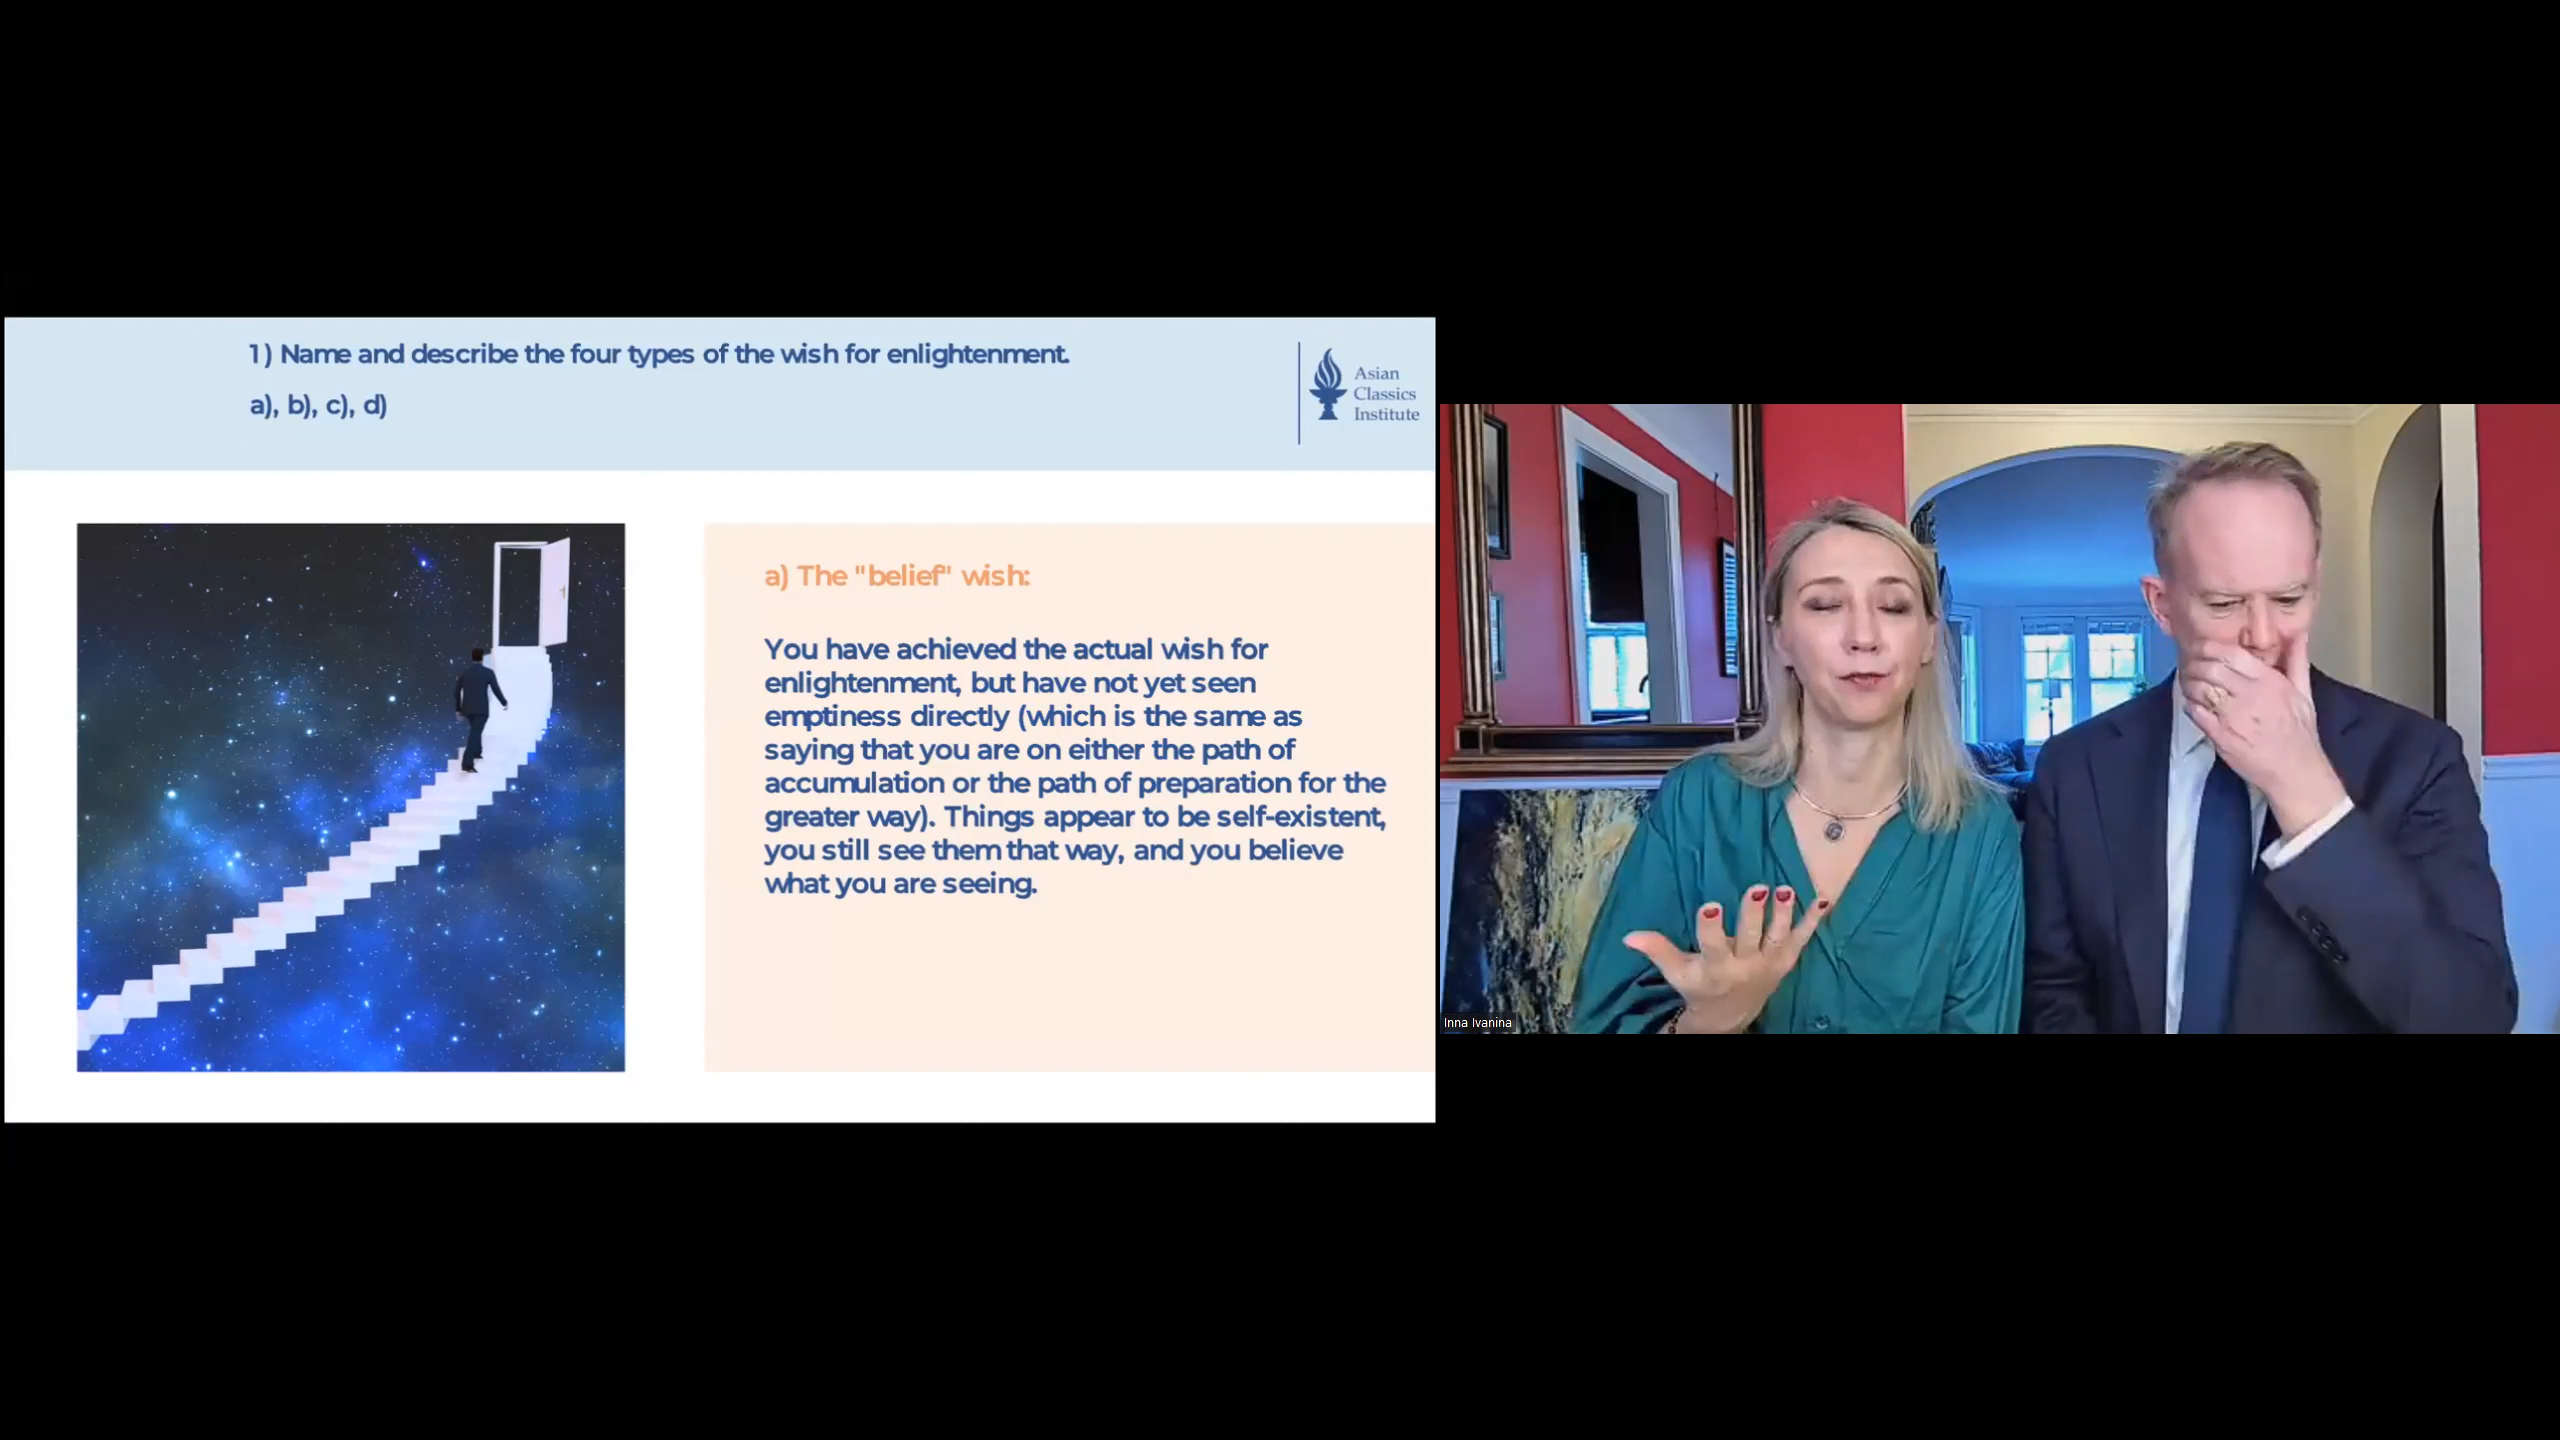 1) Name and describe the four types of the wish for enlightenment.
a), b), c), d)
Asian
Classics
Institute
a) The "belief" wish:
You have achieved the actual wish for
enlightenment, but have not yet seen
emptiness directly (which is the same as
saying that you are on either the path of
accumulation or the path of preparation for the
greater way). Things appear to be self-existent,
you still see them that way, and you believe
what you are seeing.
Inna Ivanina